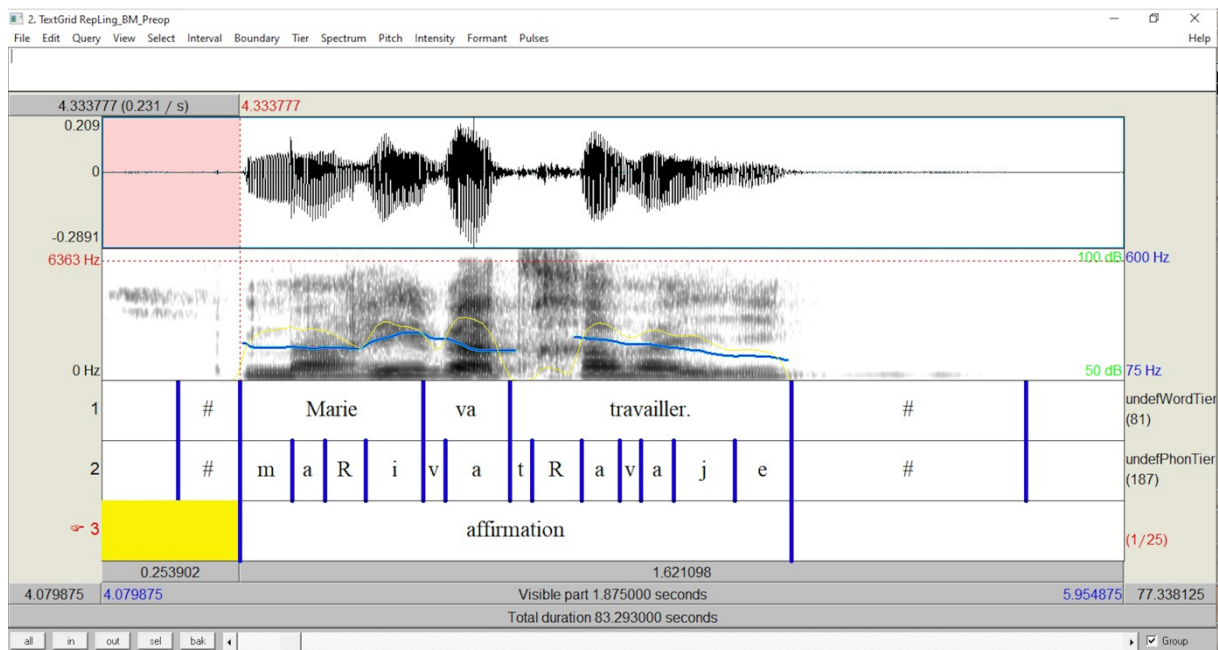 2. TextGrid RepLing_BM_Preop
File Edit Query View Select Interval Boundary Tier Spectrum Pitch Intensity Formant Pulses Help
4.333777 (0.231 / s) 4.333777
0.209
0
-0.2891
6363 Hz 100 dB 600 Hz
0 Hz 50 dB 75 Hz
1 # Marie va travailler. # undefWordTier
(81)
2 # m a R i v a t R a v a j e # undefPhonTier
(187)
☞ 3 affirmation (1/25)
0.253902 1.621098
4.079875 4.079875 Visible part 1.875000 seconds 5.954875 77.338125
Total duration 83.293000 seconds
all in out sel bak Group